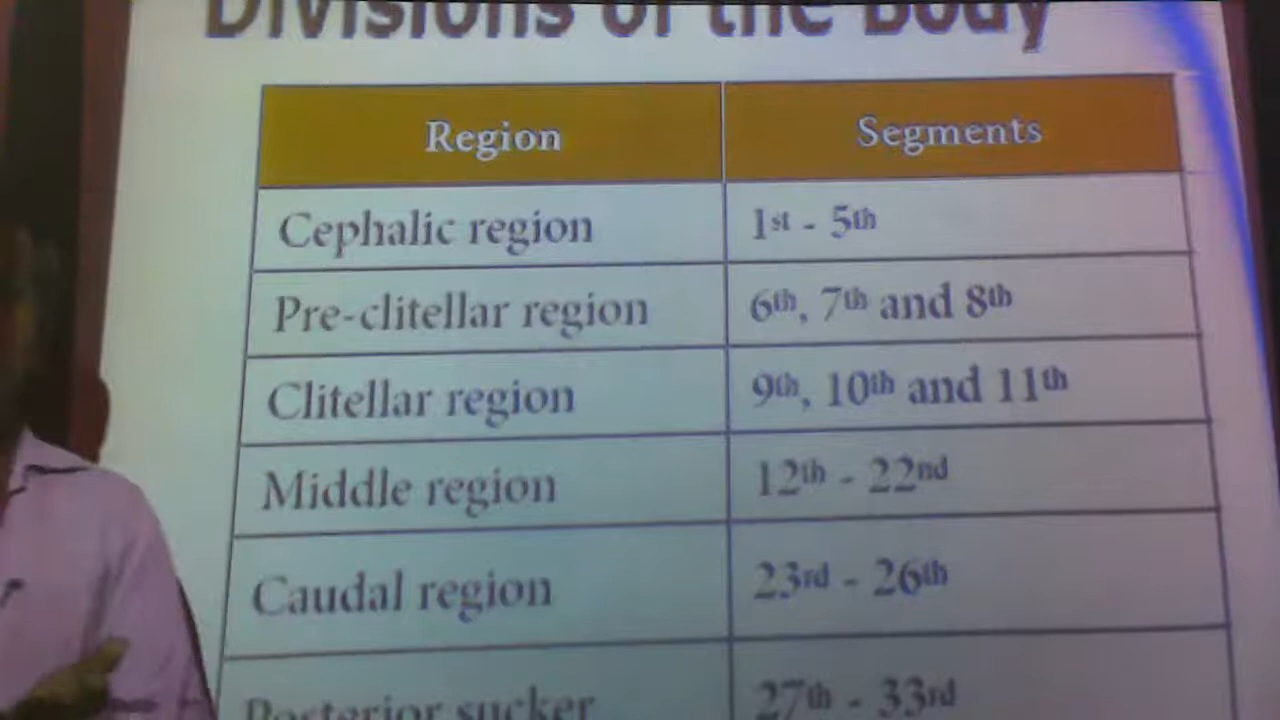 Divisions of the Body
Region Segments
Cephalic region 1st - 5th
Pre-clitellar region 6th, 7th and 8th
Clitellar region 9th, 10th and 11th
Middle region 12th - 22nd
Caudal region 23rd - 26th
Posterior sucker 27th - 33rd